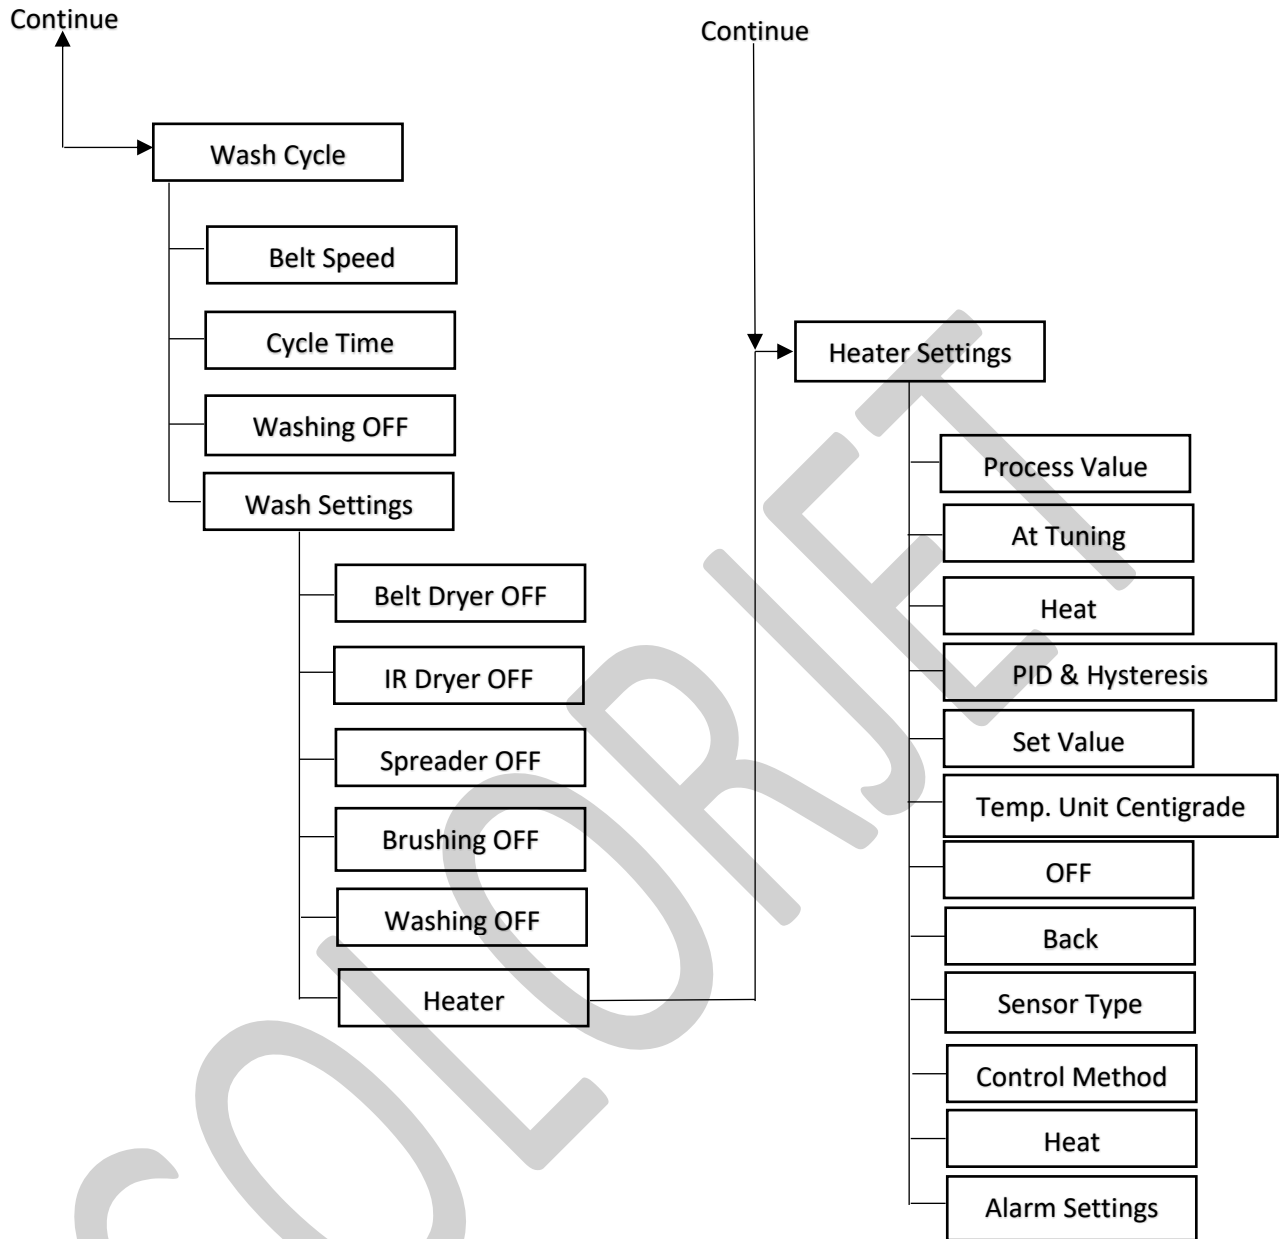 Continue
Wash Cycle
Belt Speed
Cycle Time
Washing OFF
Wash Settings
Belt Dryer OFF
IR Dryer OFF
Spreader OFF
Brushing OFF
Washing OFF
Heater
Continue
Heater Settings
Process Value
At Tuning
Heat
PID & Hysteresis
Set Value
Temp. Unit Centigrade
OFF
Back
Sensor Type
Control Method
Heat
Alarm Settings
COLORJET